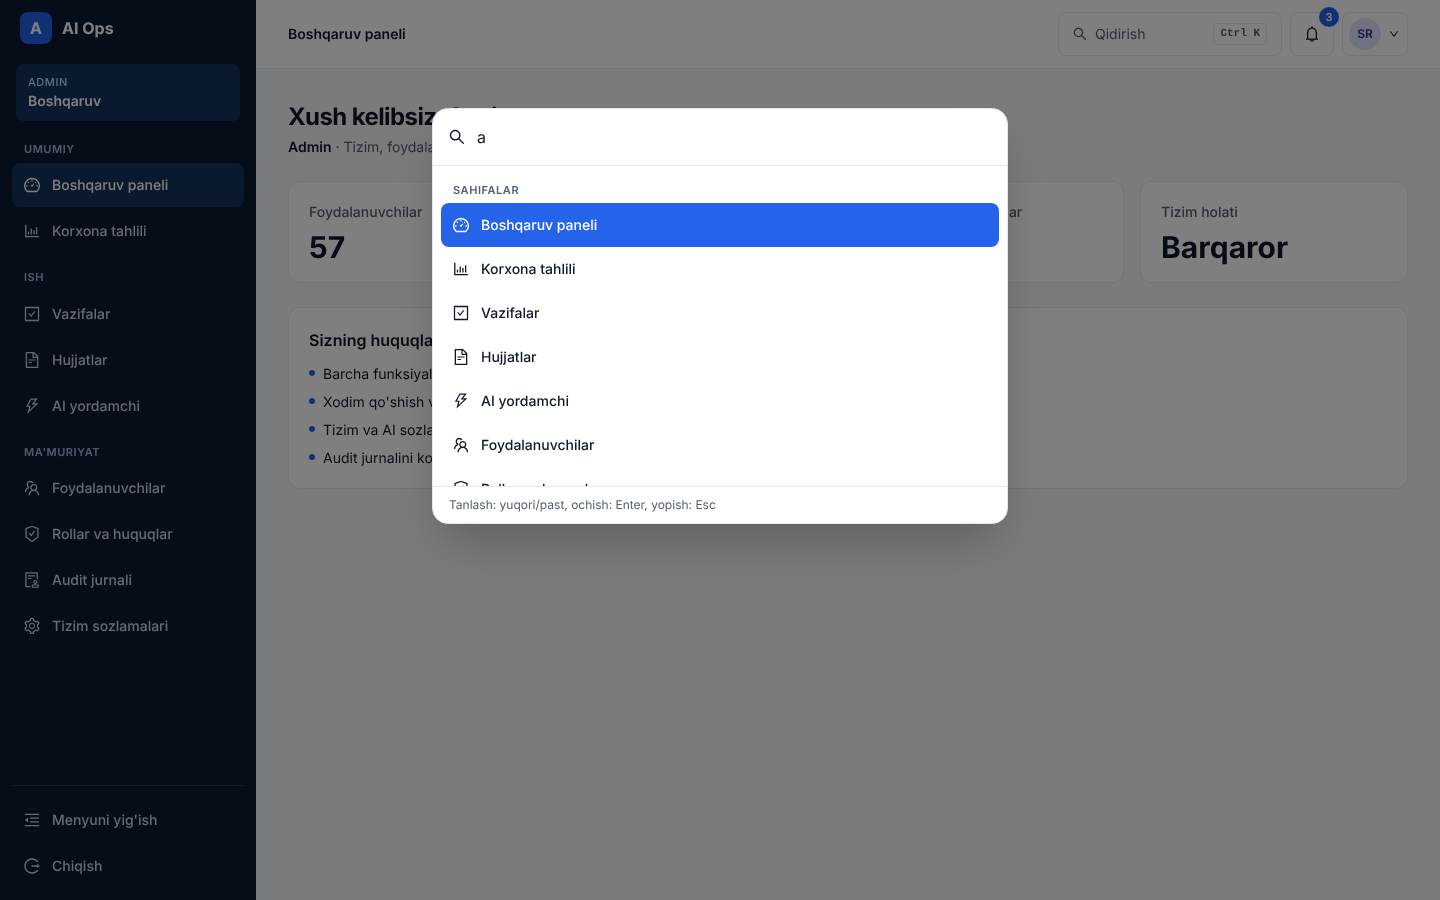 A AI Ops
ADMIN
Boshqaruv
UMUMIY
Boshqaruv paneli
Korxona tahlili
ISH
Vazifalar
Hujjatlar
AI yordamchi
MA'MURIYAT
Foydalanuvchilar
Rollar va huquqlar
Audit jurnali
Tizim sozlamalari
Menyuni yig'ish
Chiqish
Boshqaruv paneli
Qidirish Ctrl K
3
SR
Xush kelibsiz
Admin · Tizim, foydala
Foydalanuvchilar
57
ar
Tizim holati
Barqaror
Sizning huquqla
Barcha funksiyal
Xodim qo'shish v
Tizim va AI sozla
Audit jurnalini ko
a
SAHIFALAR
Boshqaruv paneli
Korxona tahlili
Vazifalar
Hujjatlar
AI yordamchi
Foydalanuvchilar
Tanlash: yuqori/past, ochish: Enter, yopish: Esc